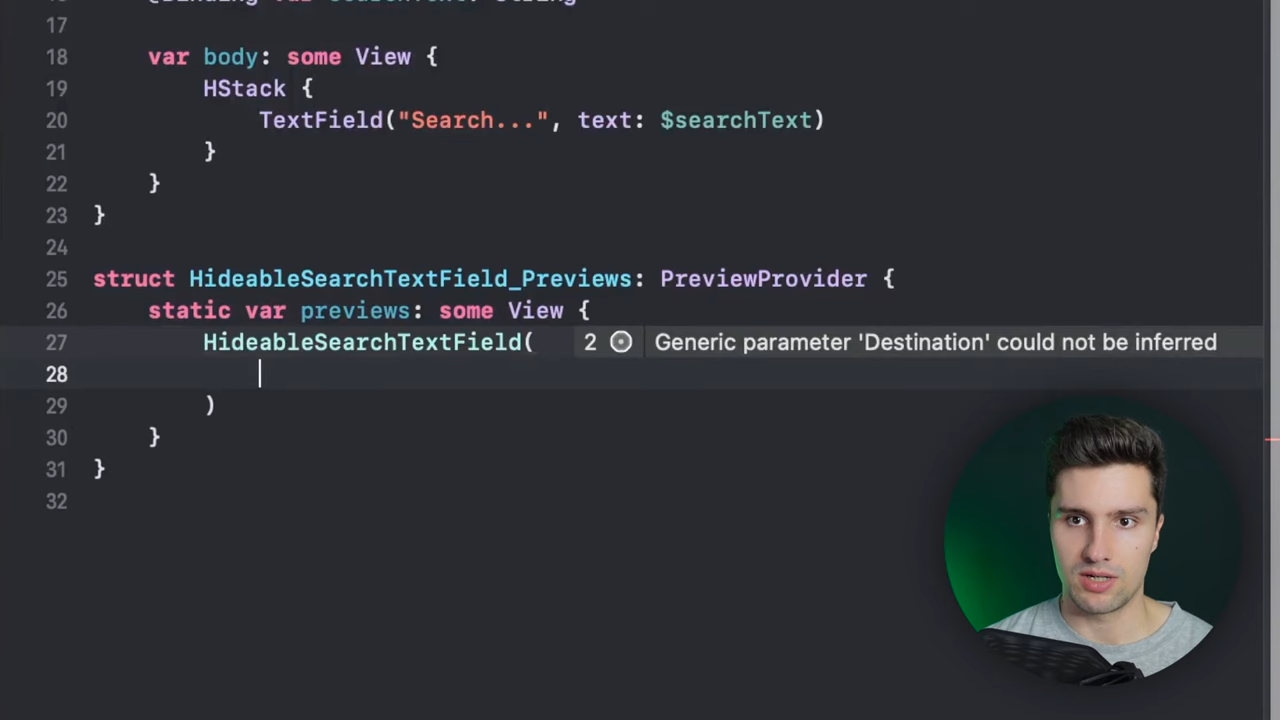 17
18 var body: some View {
19 HStack {
20 TextField("Search...", text: $searchText)
21 }
22 }
23 }
24
25 struct HideableSearchTextField_Previews: PreviewProvider {
26 static var previews: some View {
27 HideableSearchTextField( 2 Generic parameter 'Destination' could not be inferred
28
29 )
30 }
31 }
32